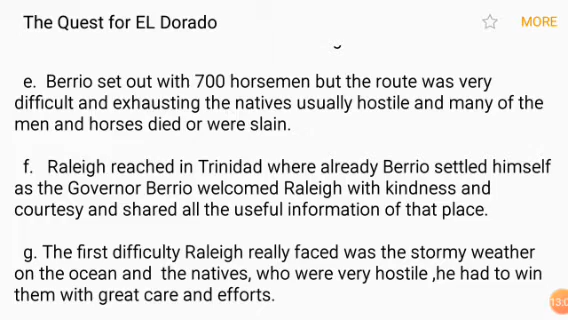 The Quest for EL Dorado
MORE
e. Berrio set out with 700 horsemen but the route was very
difficult and exhausting the natives usually hostile and many of the
men and horses died or were slain.
f. Raleigh reached in Trinidad where already Berrio settled himself
as the Governor Berrio welcomed Raleigh with kindness and
courtesy and shared all the useful information of that place.
g. The first difficulty Raleigh really faced was the stormy weather
on the ocean and the natives, who were very hostile ,he had to win
them with great care and efforts.